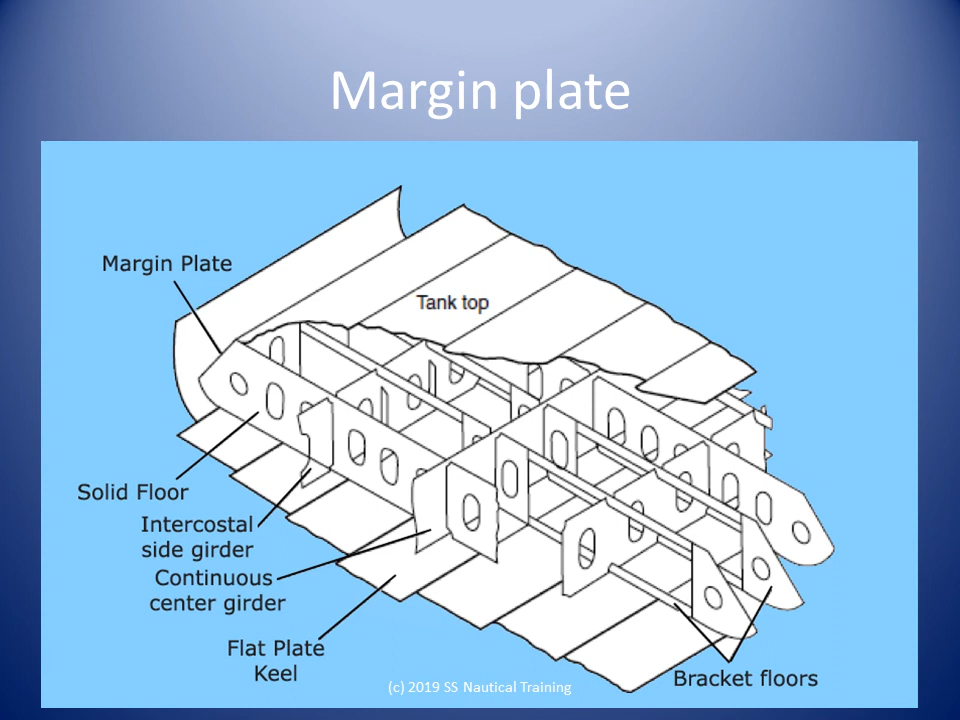 Margin plate
Margin Plate
Tank top
Solid Floor
Intercostal
side girder
Continuous
center girder
Flat Plate
Keel
Bracket floors
(c) 2019 SS Nautical Training